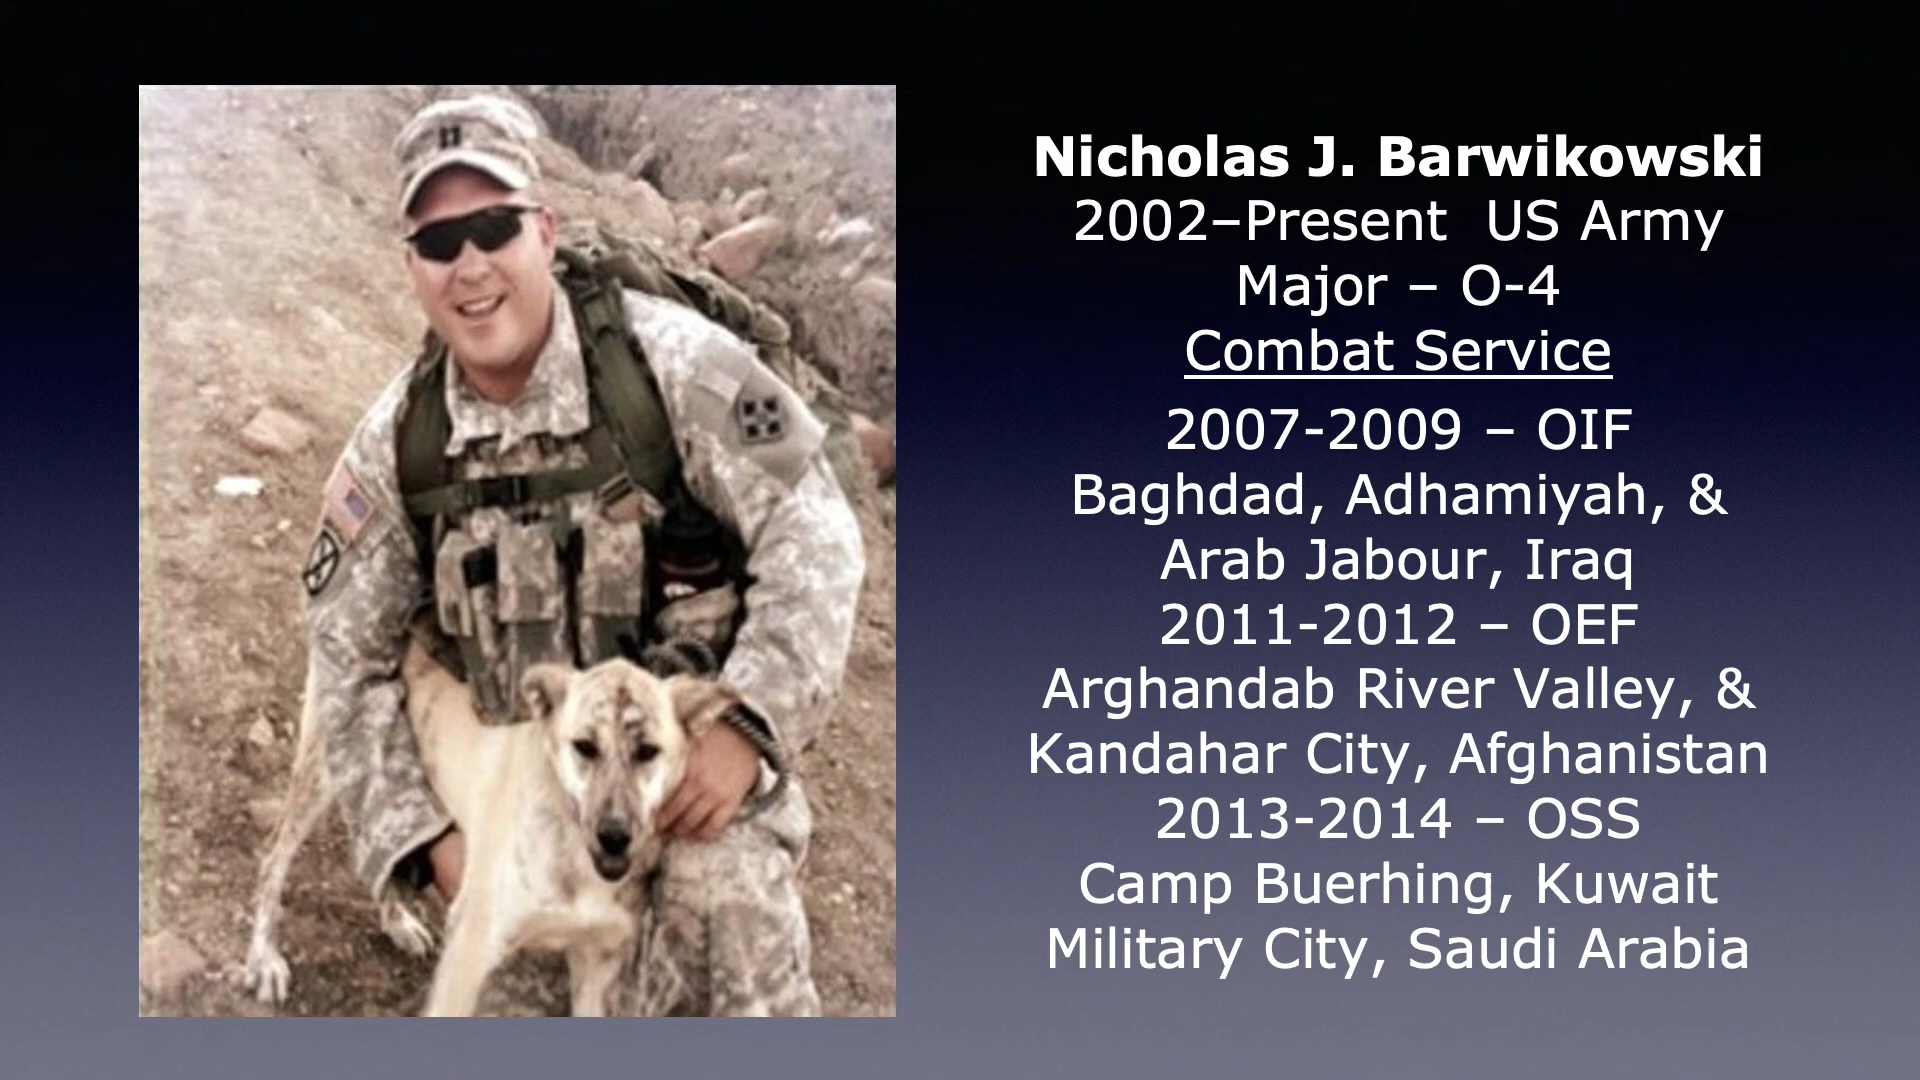 Nicholas J. Barwikowski
2002–Present US Army
Major – O-4
Combat Service
2007-2009 – OIF
Baghdad, Adhamiyah, &
Arab Jabour, Iraq
2011-2012 – OEF
Arghandab River Valley, &
Kandahar City, Afghanistan
2013-2014 – OSS
Camp Buerhing, Kuwait
Military City, Saudi Arabia